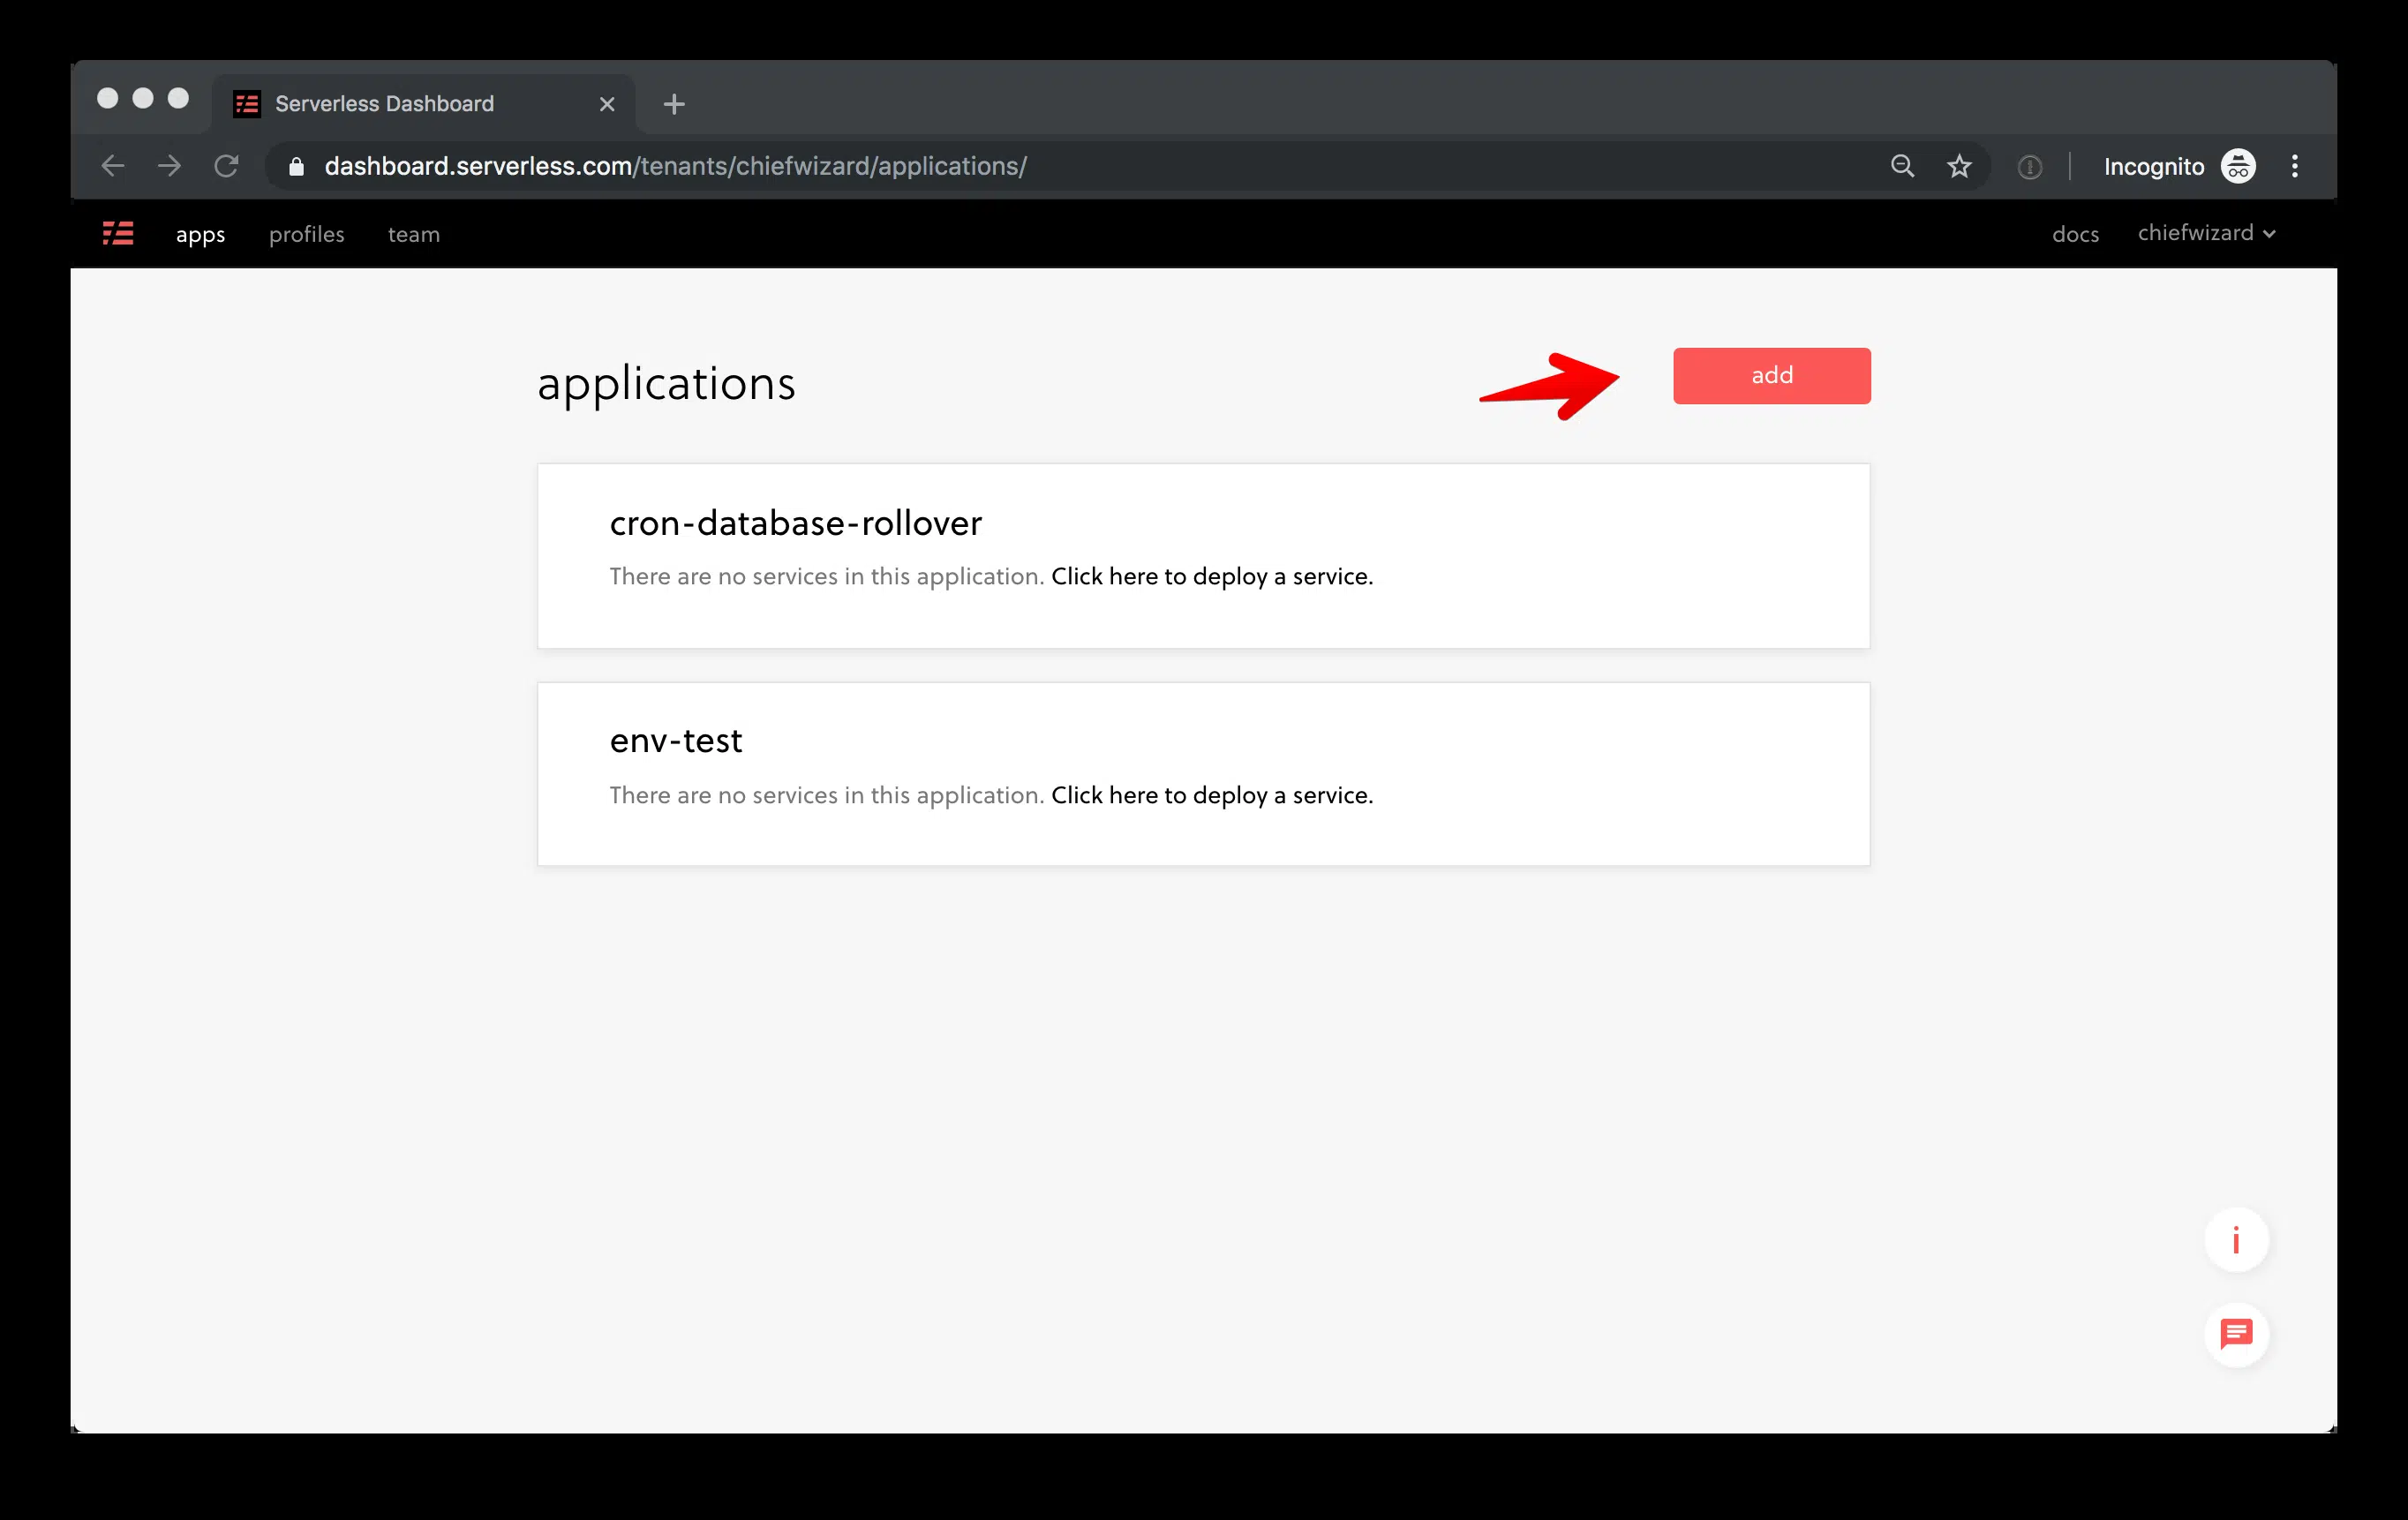 Serverless Dashboard
dashboard.serverless.com/tenants/chiefwizard/applications/
Incognito
apps profiles team docs chiefwizard
applications
add
cron-database-rollover
There are no services in this application. Click here to deploy a service.
env-test
There are no services in this application. Click here to deploy a service.
i